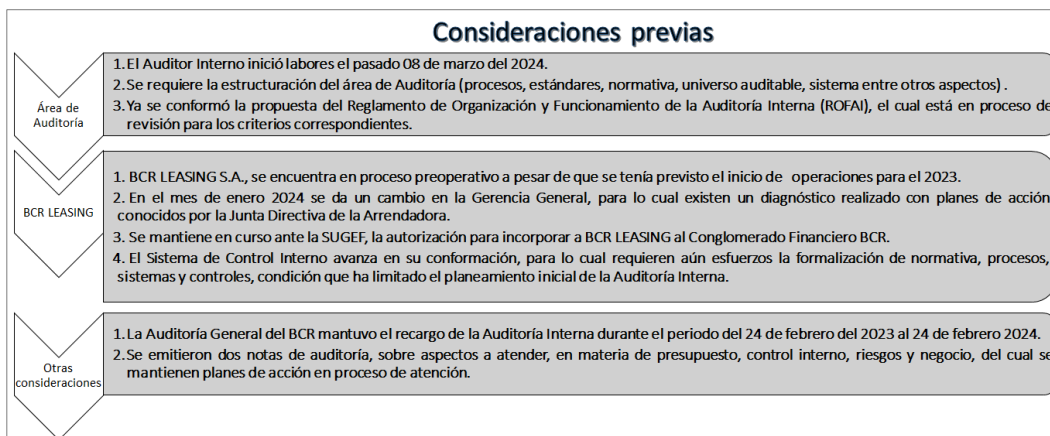 Consideraciones previas
Área de
Auditoría
1. El Auditor Interno inició labores el pasado 08 de marzo del 2024.
2. Se requiere la estructuración del área de Auditoría (procesos, estándares, normativa, universo auditable, sistema entre otros aspectos) .
3. Ya se conformó la propuesta del Reglamento de Organización y Funcionamiento de la Auditoría Interna (ROFAI), el cual está en proceso de
revisión para los criterios correspondientes.
BCR LEASING
1. BCR LEASING S.A., se encuentra en proceso preoperativo a pesar de que se tenía previsto el inicio de operaciones para el 2023.
2. En el mes de enero 2024 se da un cambio en la Gerencia General, para lo cual existen un diagnóstico realizado con planes de acción
conocidos por la Junta Directiva de la Arrendadora.
3. Se mantiene en curso ante la SUGEF, la autorización para incorporar a BCR LEASING al Conglomerado Financiero BCR.
4. El Sistema de Control Interno avanza en su conformación, para lo cual requieren aún esfuerzos la formalización de normativa, procesos,
sistemas y controles, condición que ha limitado el planeamiento inicial de la Auditoría Interna.
Otras
consideraciones
1. La Auditoría General del BCR mantuvo el recargo de la Auditoría Interna durante el periodo del 24 de febrero del 2023 al 24 de febrero 2024.
2. Se emitieron dos notas de auditoría, sobre aspectos a atender, en materia de presupuesto, control interno, riesgos y negocio, del cual se
mantienen planes de acción en proceso de atención.